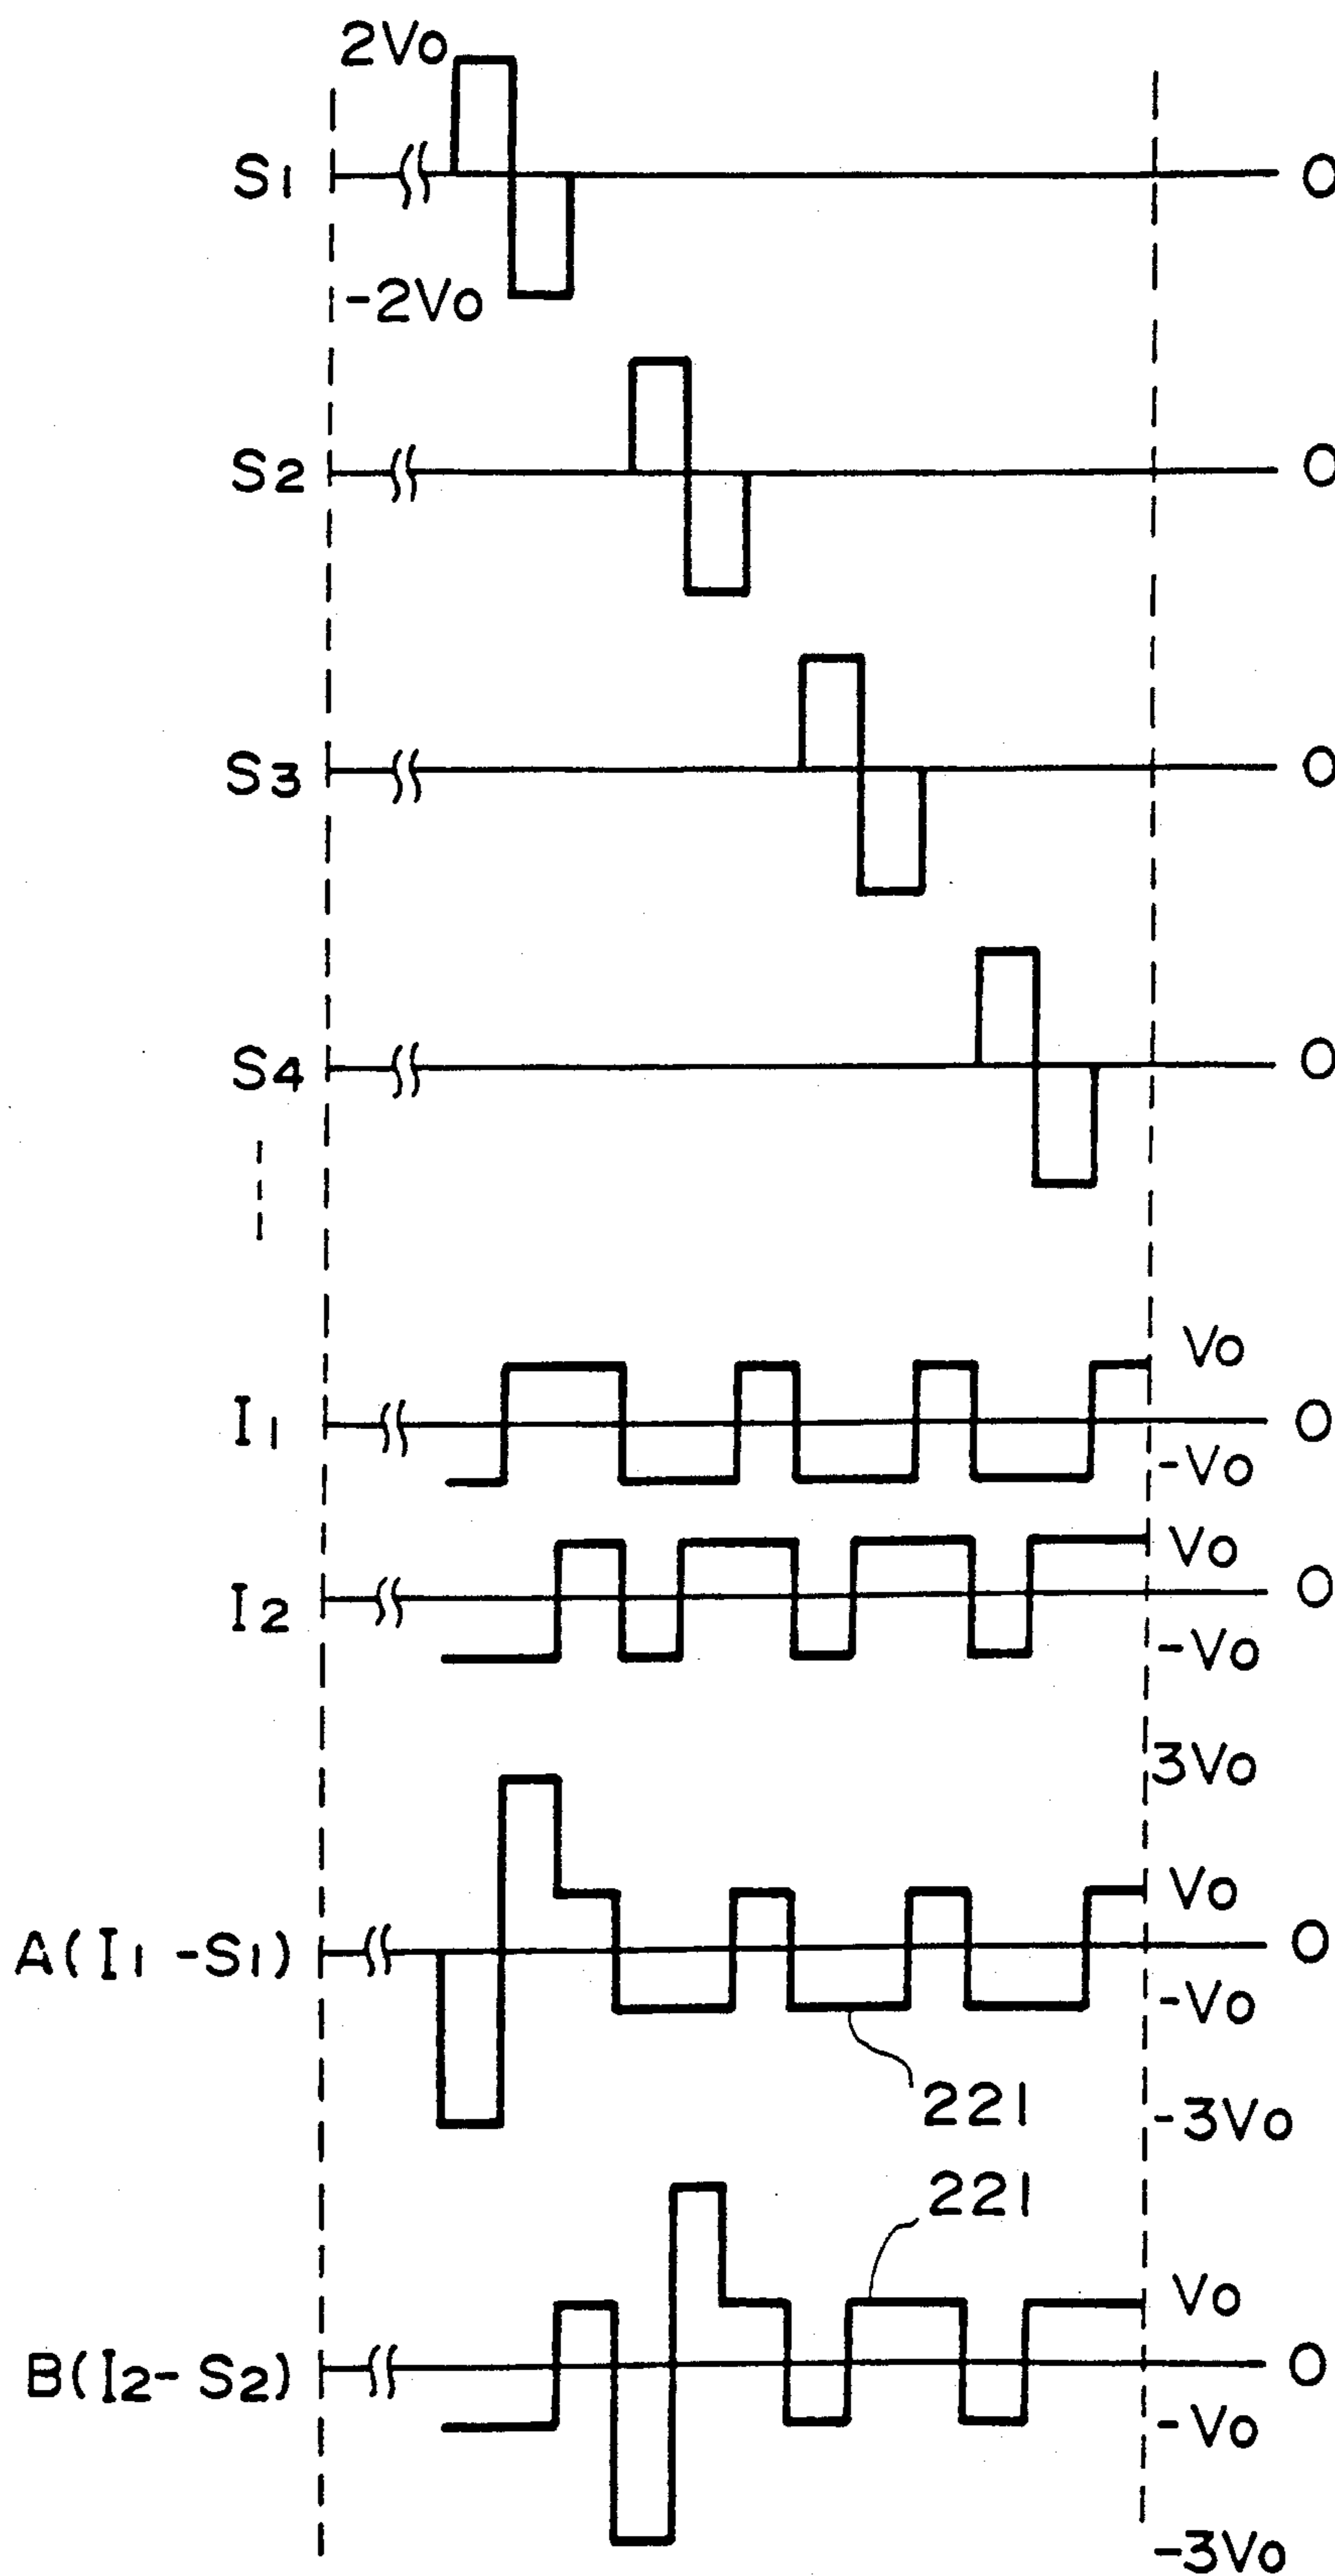 2Vo
S1 0
-2Vo
S2 0
S3 0
S4 0
Vo
I1 0
-Vo
Vo
I2 0
-Vo
3Vo
Vo
A(I1-S1) 0
-Vo
221
-3Vo
221
Vo
B(I2-S2) 0
-Vo
-3Vo